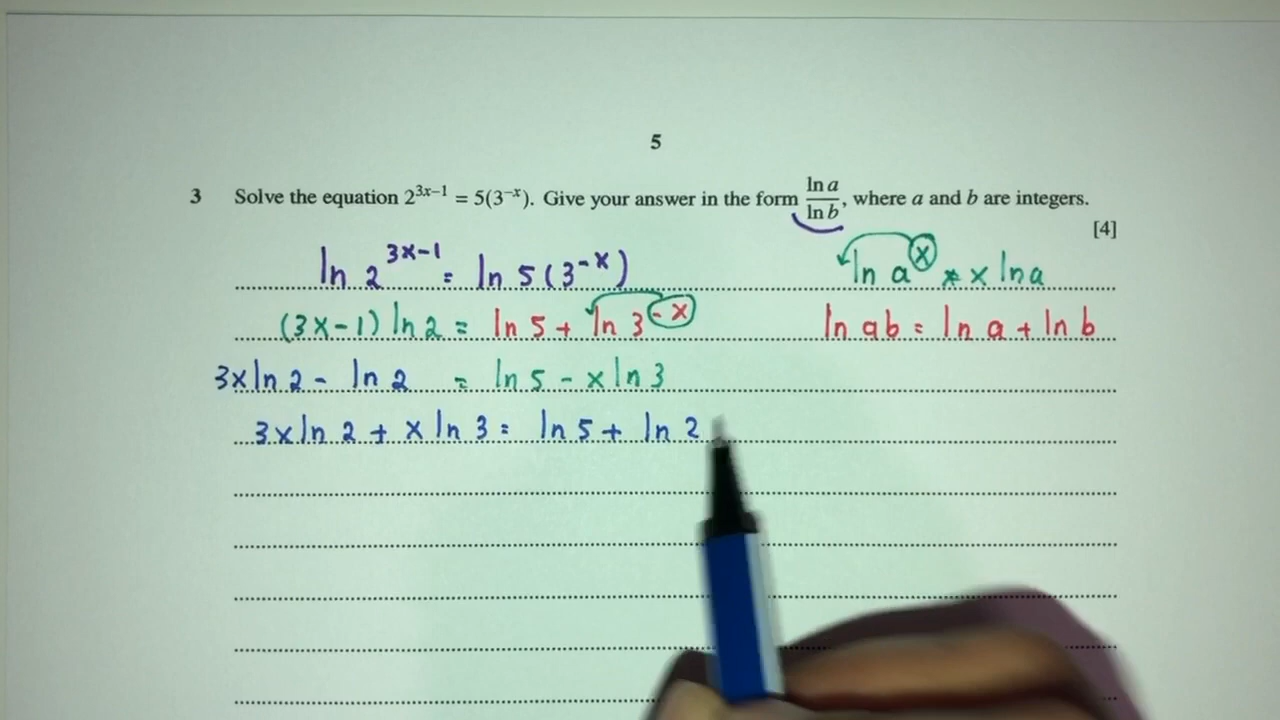 5
3 Solve the equation 2^{3x−1} = 5(3^{−x}). Give your answer in the form ln a / ln b, where a and b are integers.
[4]
ln 2^{3x−1} = ln 5(3^{−x})
ln a^{x} = x ln a
(3x−1) ln 2 = ln 5 + ln 3^{−x}
ln ab = ln a + ln b
3x ln 2 − ln 2 = ln 5 − x ln 3
3x ln 2 + x ln 3 = ln 5 + ln 2